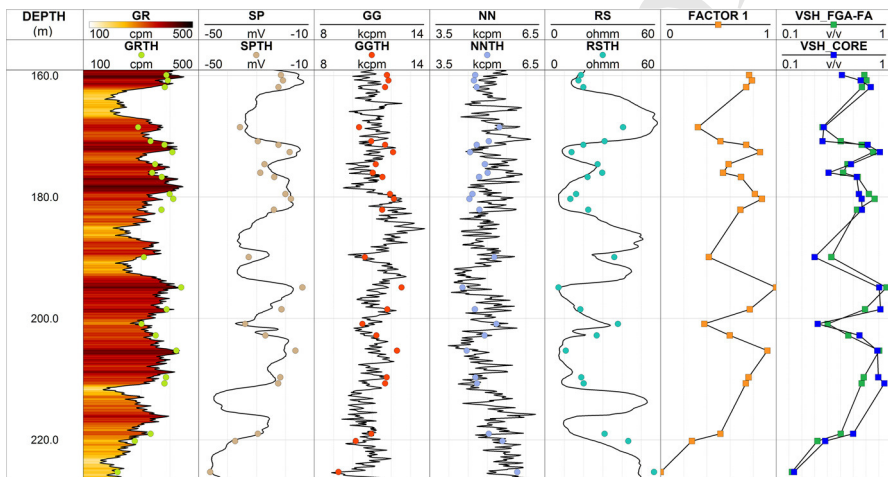 DEPTH GR SP GG NN RS FACTOR 1 VSH_FGA-FA
(m) 100 cpm 500 -50 mV -10 8 kcpm 14 3.5 kcpm 6.5 0 ohmm 60 0 1 0.1 v/v 1
GRTH SPTH GGTH NNTH RSTH VSH_CORE
100 cpm 500 -50 mV -10 8 kcpm 14 3.5 kcpm 6.5 0 ohmm 60 0.1 v/v 1
160.0
180.0
200.0
220.0